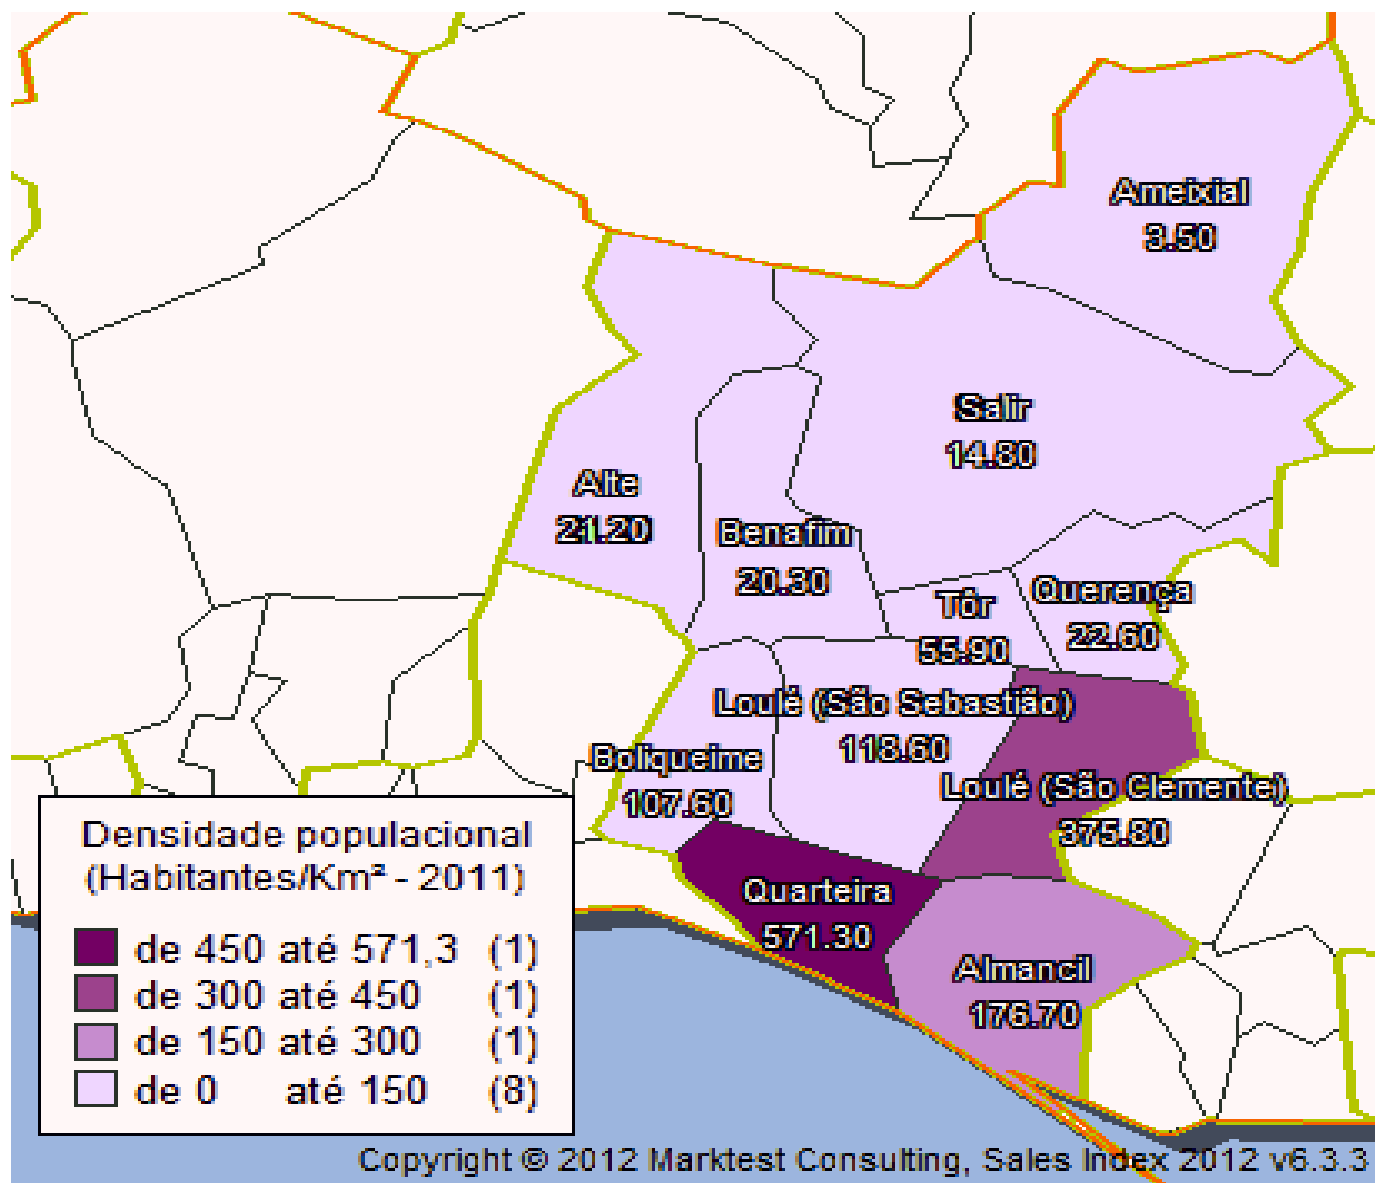 Ameixial
3.50
Salir
14.80
Alte
21.20
Benafim
20.30
Tôr
55.90
Querença
22.60
Loulé (São Sebastião)
118.60
Boliqueime
107.60
Loulé (São Clemente)
375.80
Quarteira
571.30
Almancil
176.70
Densidade populacional
(Habitantes/Km² - 2011)
de 450 até 571,3 (1)
de 300 até 450 (1)
de 150 até 300 (1)
de 0 até 150 (8)
Copyright © 2012 Marktest Consulting, Sales Index 2012 v6.3.3